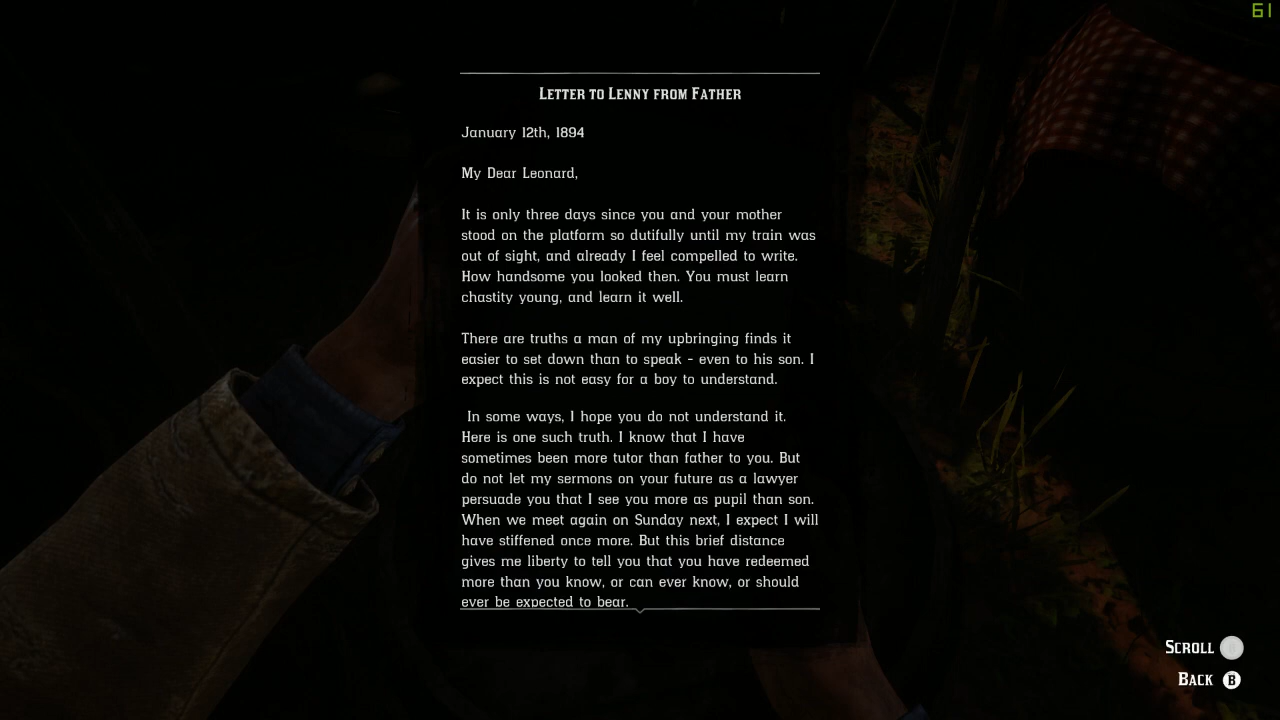 61
Letter to Lenny from Father
January 12th, 1894
My Dear Leonard,
It is only three days since you and your mother
stood on the platform so dutifully until my train was
out of sight, and already I feel compelled to write.
How handsome you looked then. You must learn
chastity young, and learn it well.
There are truths a man of my upbringing finds it
easier to set down than to speak - even to his son. I
expect this is not easy for a boy to understand.
In some ways, I hope you do not understand it.
Here is one such truth. I know that I have
sometimes been more tutor than father to you. But
do not let my sermons on your future as a lawyer
persuade you that I see you more as pupil than son.
When we meet again on Sunday next, I expect I will
have stiffened once more. But this brief distance
gives me liberty to tell you that you have redeemed
more than you know, or can ever know, or should
ever be expected to bear.
Scroll
Back B